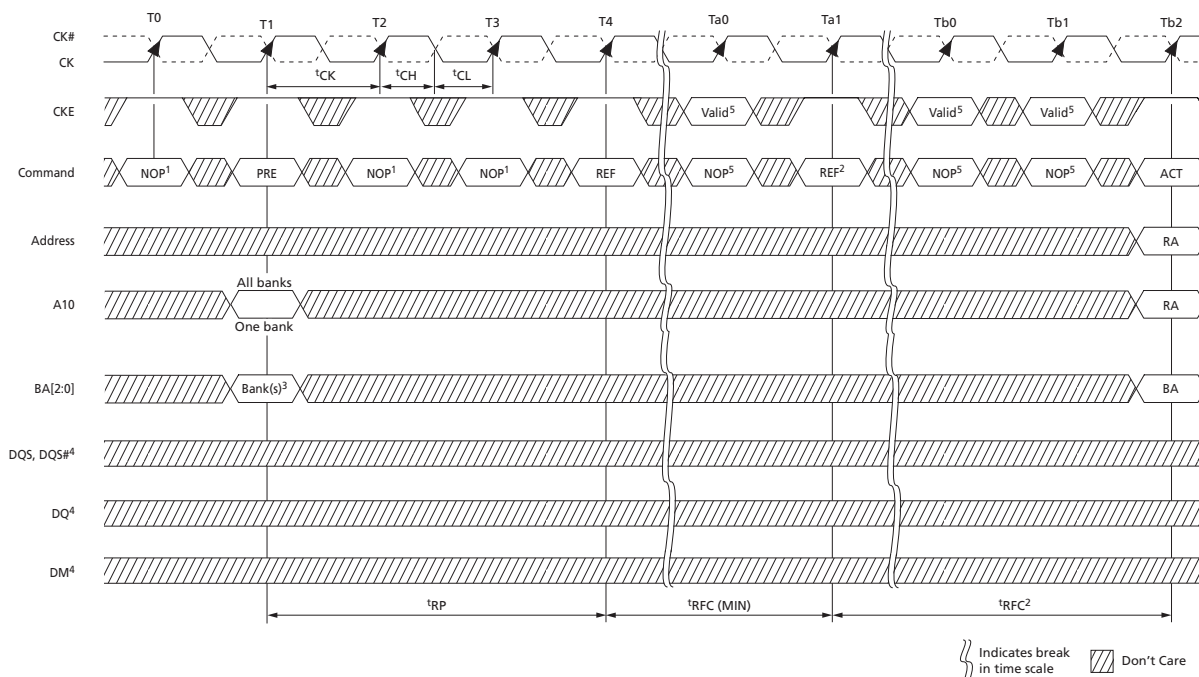 T0 T1 T2 T3 T4 Ta0 Ta1 Tb0 Tb1 Tb2
CK#
CK
tCK tCH tCL
CKE Valid5 Valid5 Valid5
Command NOP1 PRE NOP1 NOP1 REF NOP5 REF2 NOP5 NOP5 ACT
Address RA
All banks
A10 RA
One bank
BA[2:0] Bank(s)3 BA
DQS, DQS#4
DQ4
DM4
tRP tRFC (MIN) tRFC2
Indicates break
in time scale
Don't Care